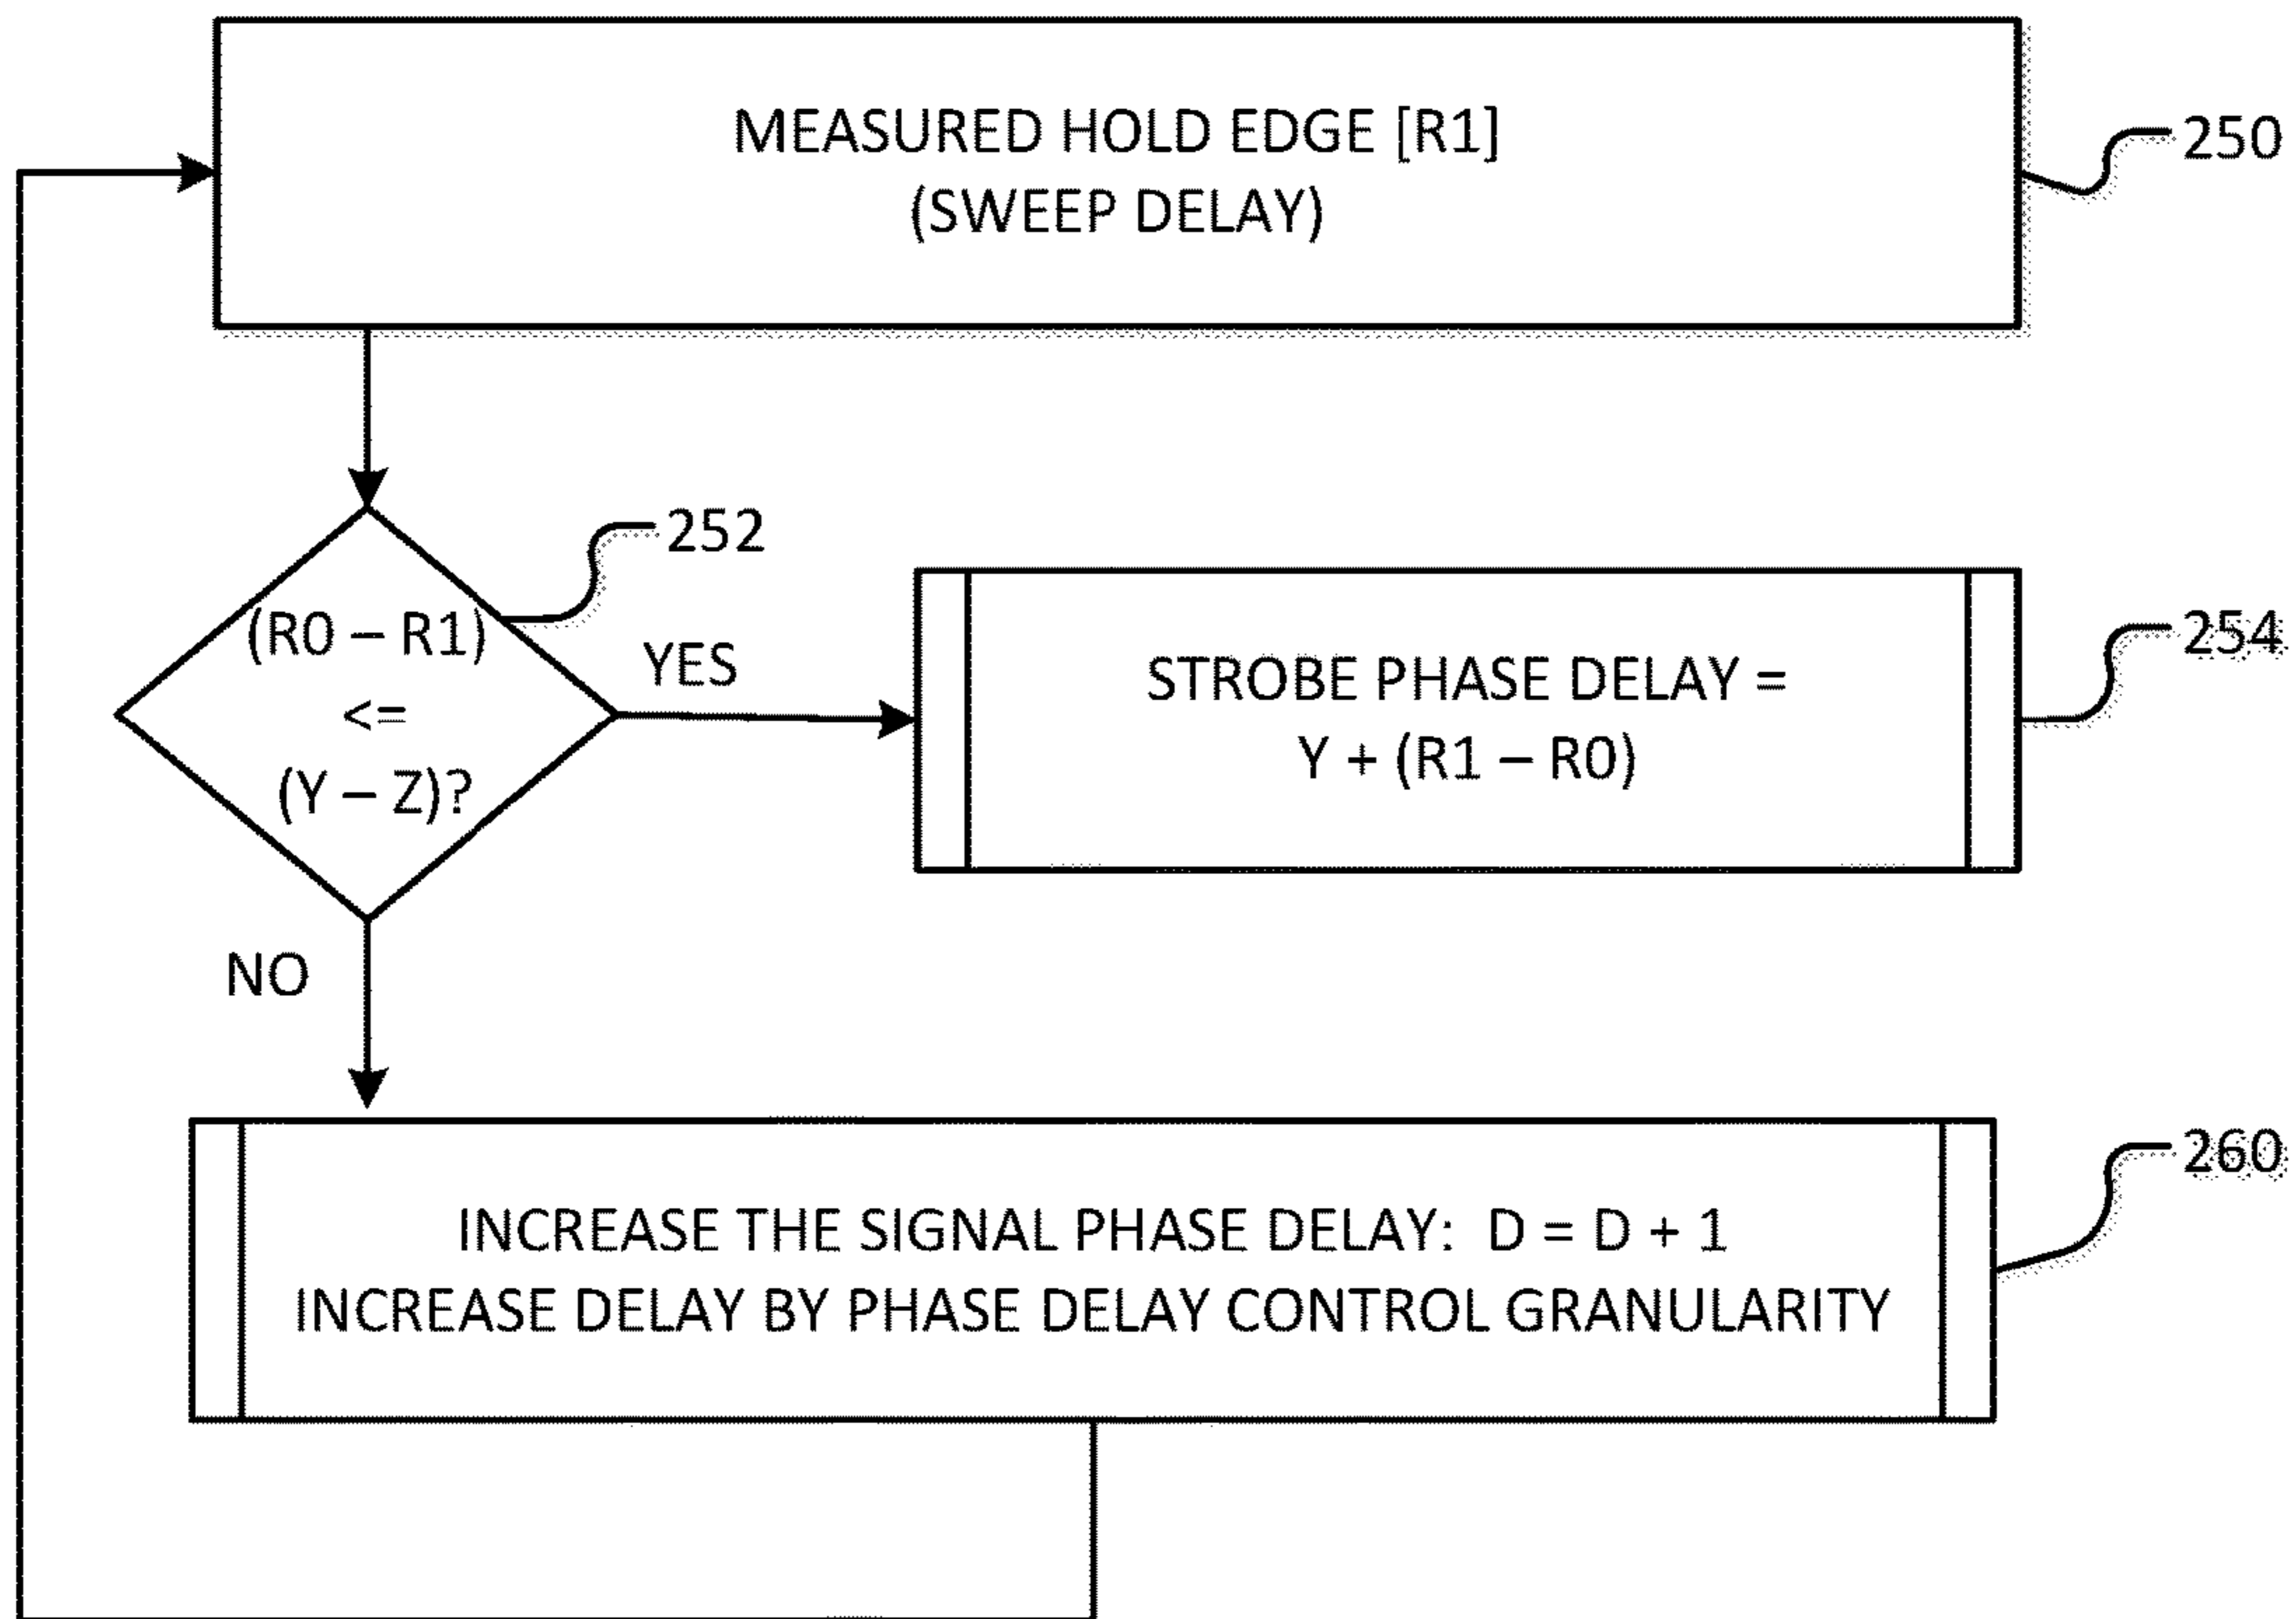 MEASURED HOLD EDGE [R1]
(SWEEP DELAY)
250
252
(R0 – R1)
<=
(Y – Z)?
YES
STROBE PHASE DELAY =
Y + (R1 – R0)
254
NO
260
INCREASE THE SIGNAL PHASE DELAY: D = D + 1
INCREASE DELAY BY PHASE DELAY CONTROL GRANULARITY